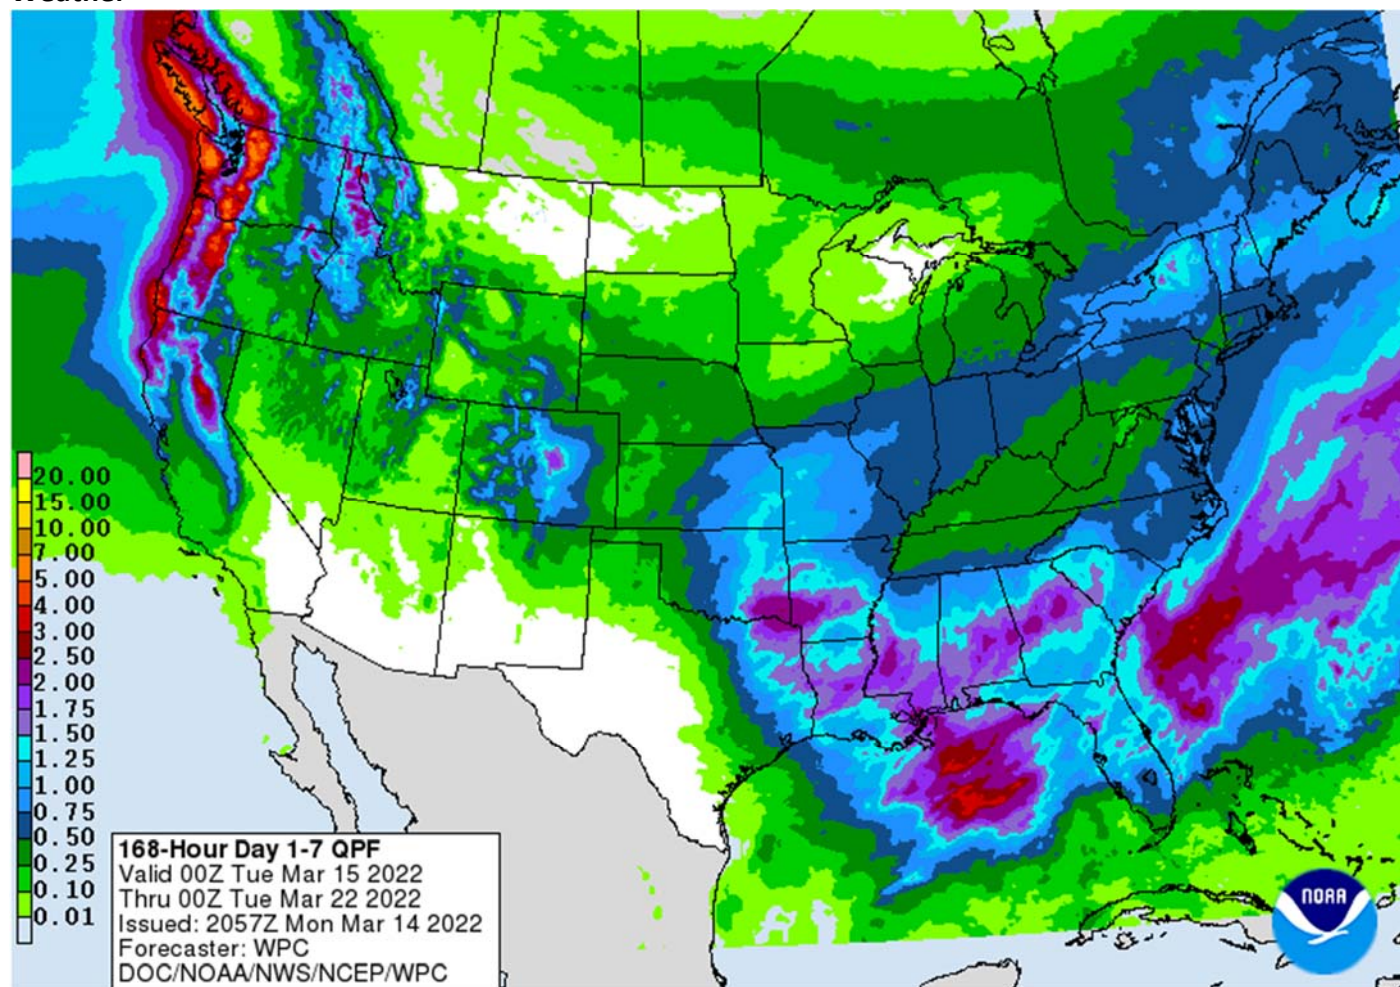 Weather
20.00
15.00
10.00
7.00
5.00
4.00
3.00
2.50
2.00
1.75
1.50
1.25
1.00
0.75
0.50
0.25
0.10
0.01
168-Hour Day 1-7 QPF
Valid 00Z Tue Mar 15 2022
Thru 00Z Tue Mar 22 2022
Issued: 2057Z Mon Mar 14 2022
Forecaster: WPC
DOC/NOAA/NWS/NCEP/WPC
NOAA